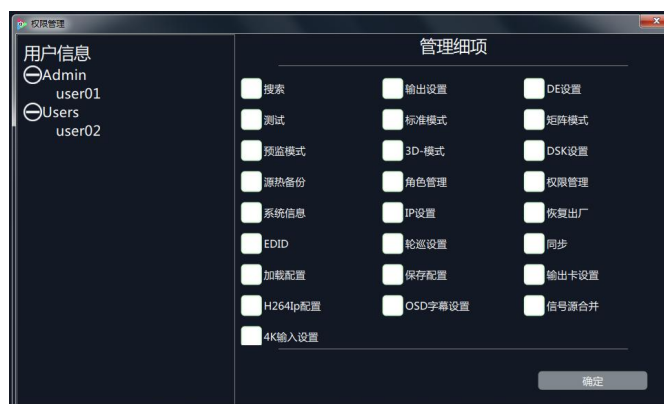 权限管理
用户信息
Admin
user01
Users
user02
管理细项
搜索 输出设置 DE设置
测试 标准模式 矩阵模式
预监模式 3D-模式 DSK设置
源热备份 角色管理 权限管理
系统信息 IP设置 恢复出厂
EDID 轮巡设置 同步
加载配置 保存配置 输出卡设置
H264Ip配置 OSD字幕设置 信号源合并
4K输入设置
确定